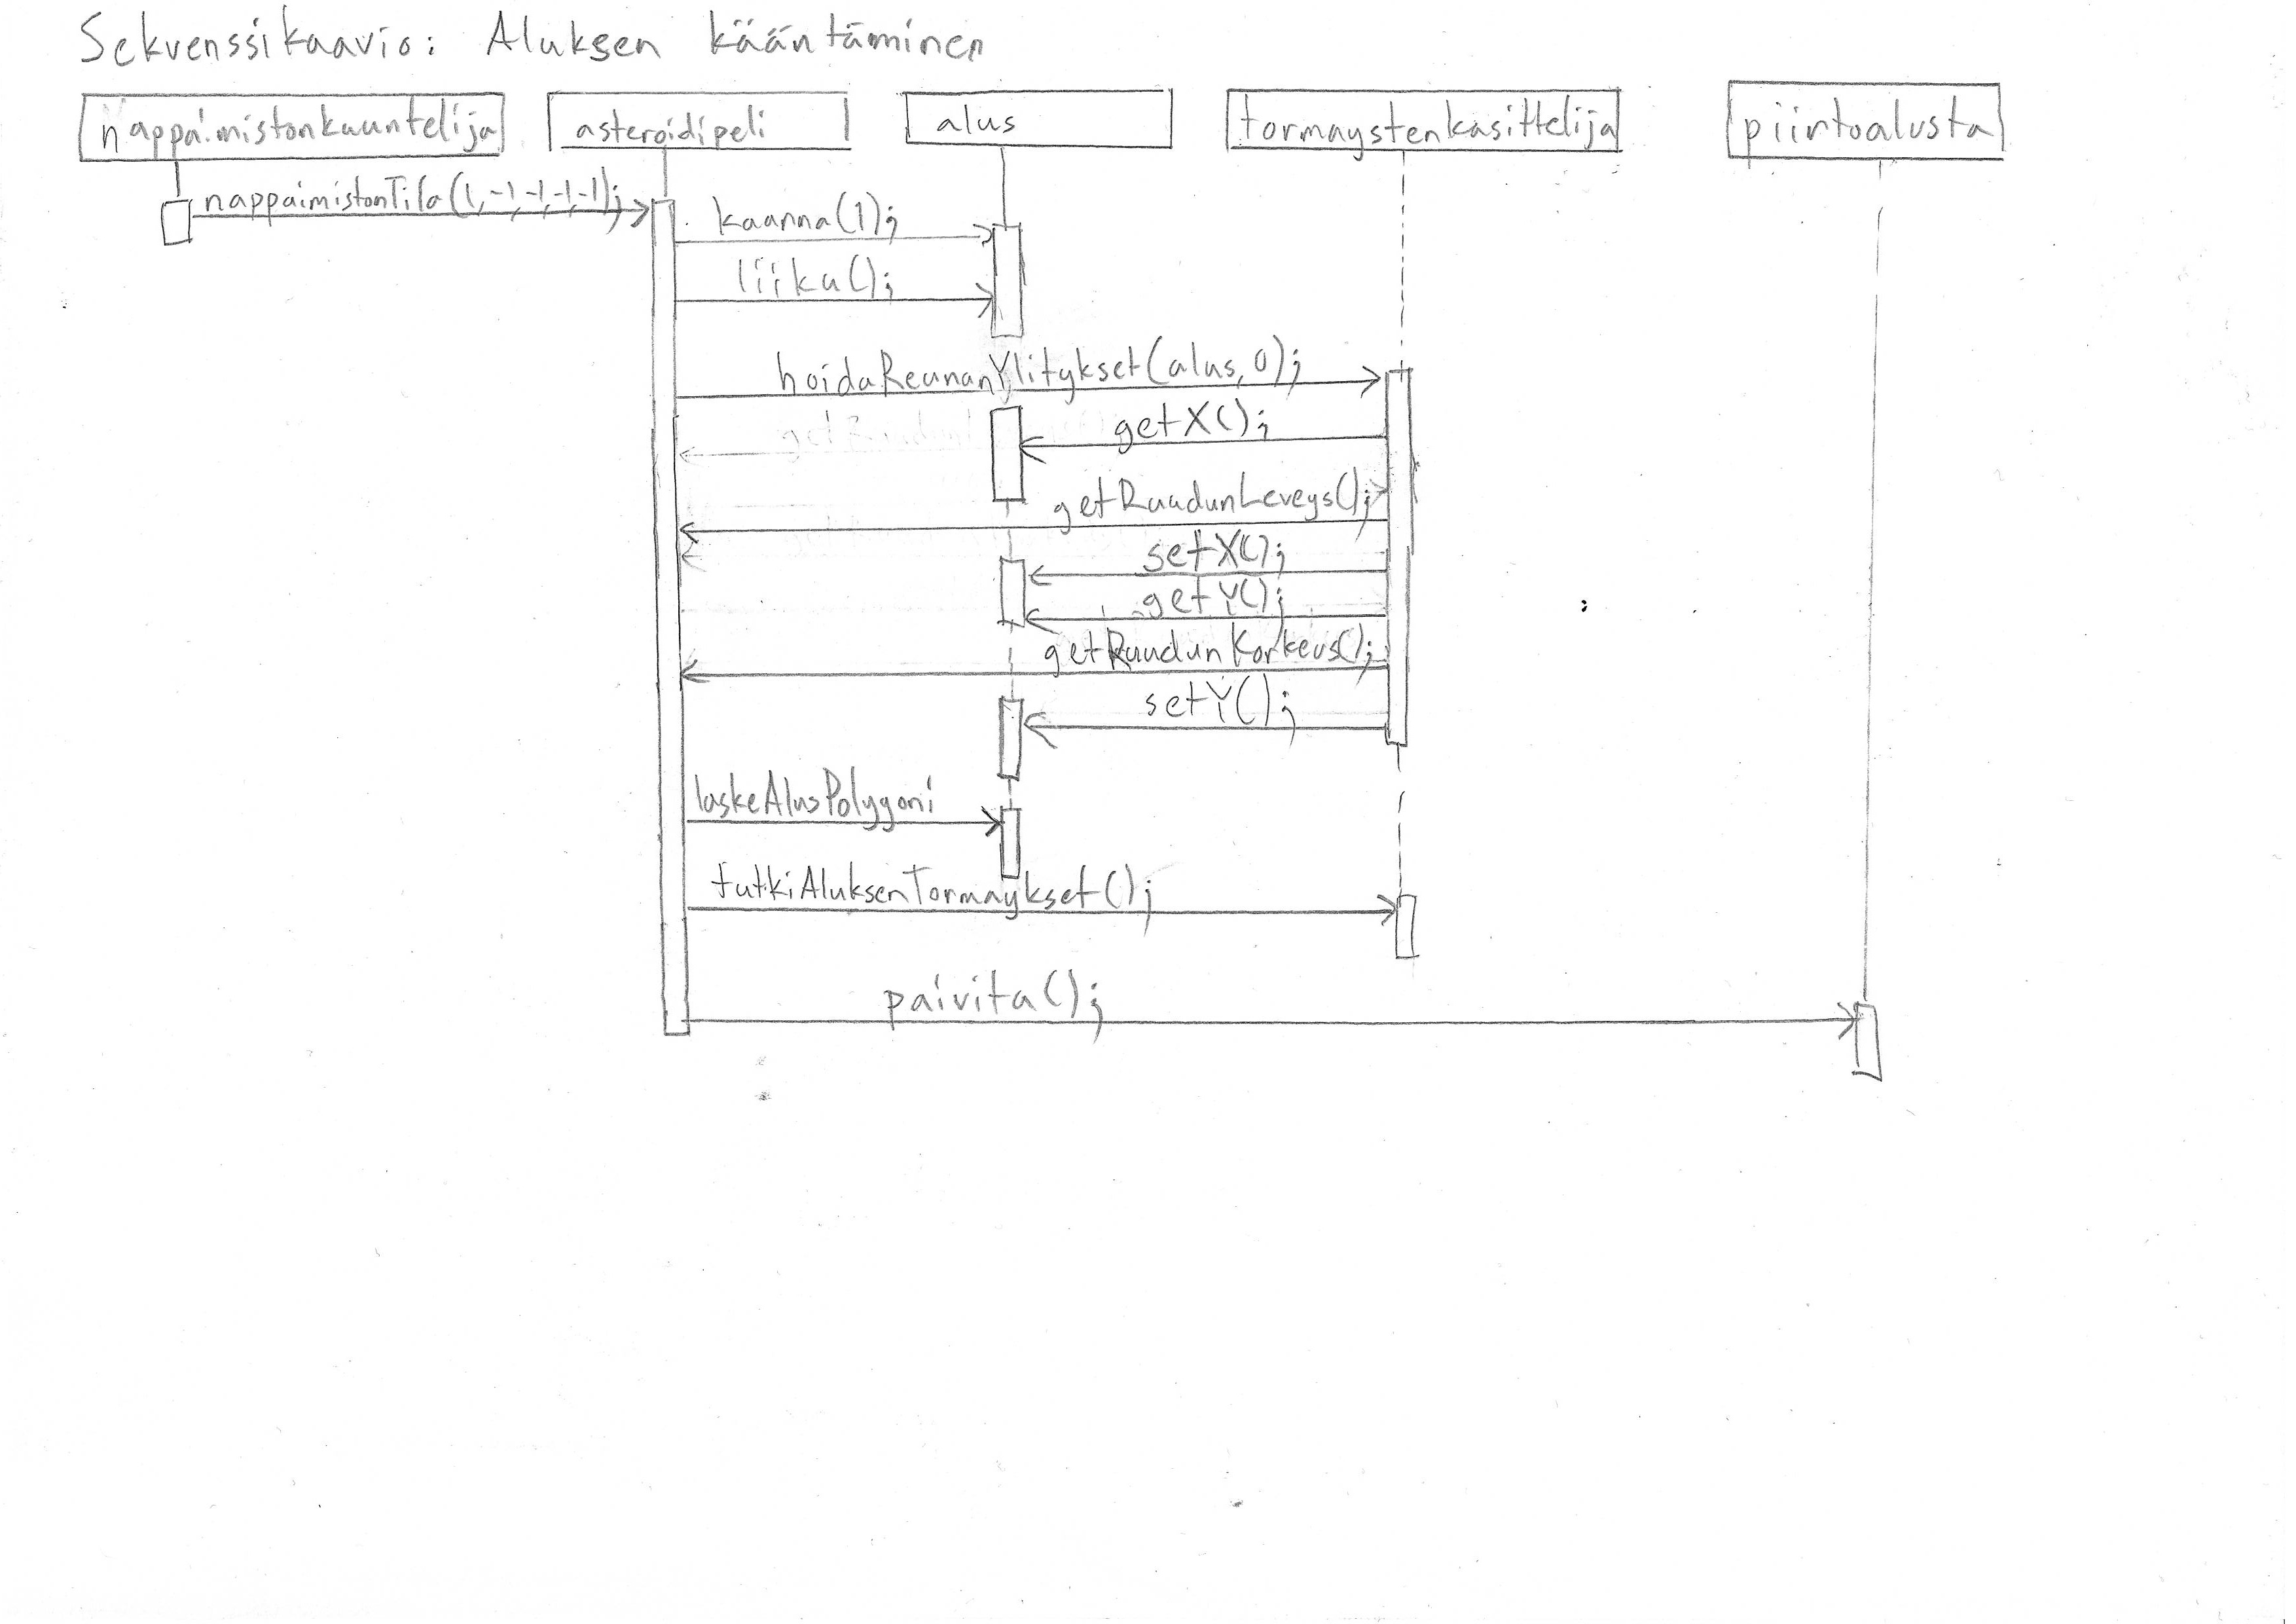 Sekvenssikaavio: Aluksen kääntäminen
nappaimistonkuuntelija
asteroidipeli
alus
tormaystenkasittelija
piirtoalusta
nappaimistonTila(1,-1,-1,-1,-1);
kaanna(1);
liiku();
hoidaReunanYlitykset(alus,0);
getX();
getRuudunLeveys();
setX();
getY();
getRuudunKorkeus();
setY();
laskeAlusPolygoni
tutkiAluksenTormaykset();
paivita();